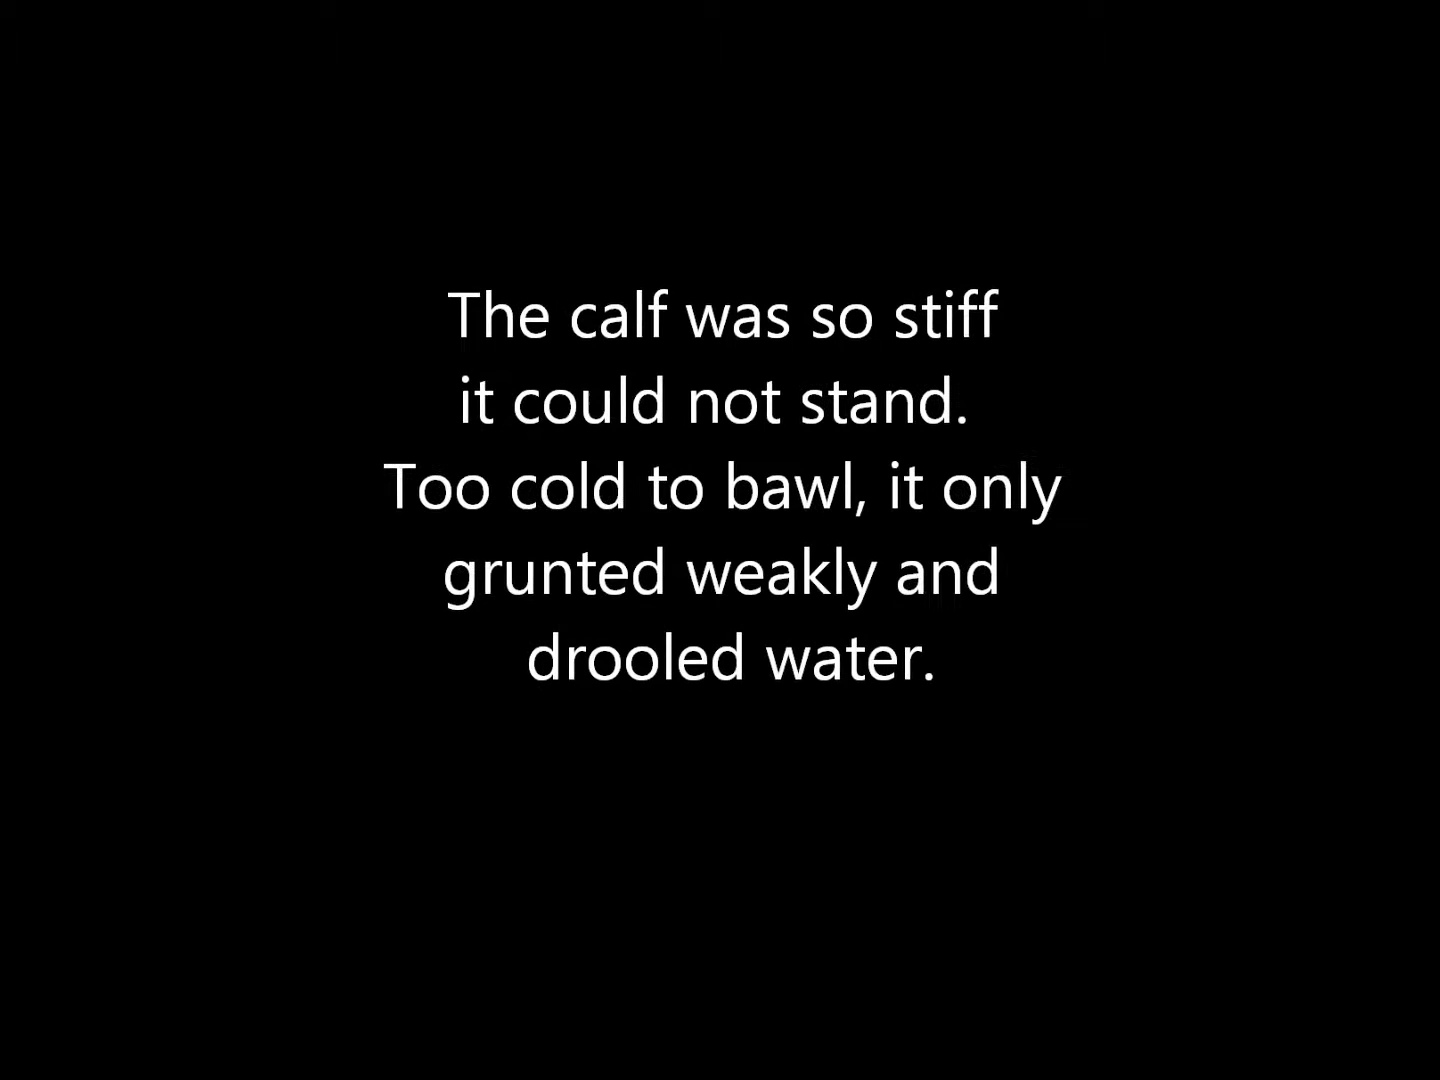 The calf was so stiff
it could not stand.
Too cold to bawl, it only
grunted weakly and
drooled water.